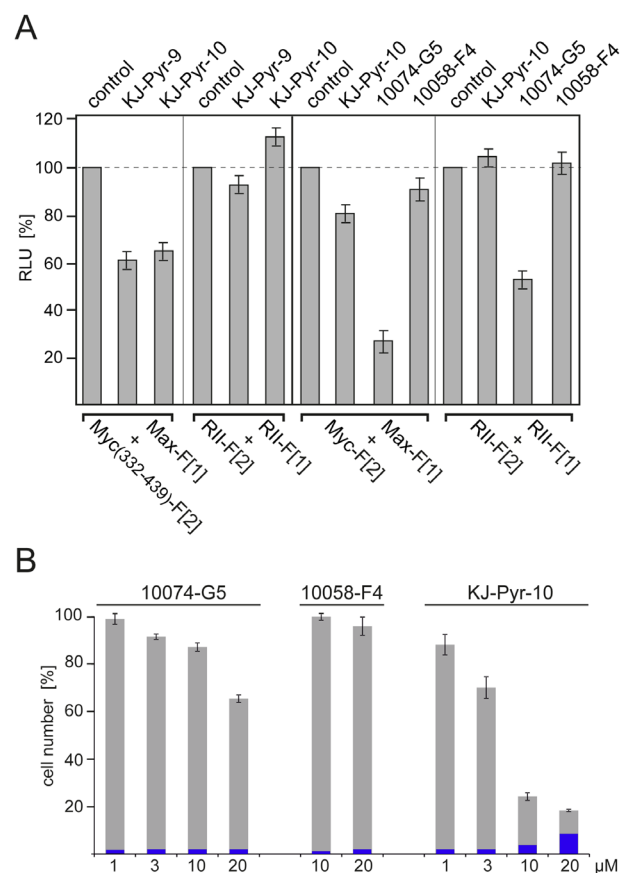 A
control KJ-Pyr-9 KJ-Pyr-10 control KJ-Pyr-9 KJ-Pyr-10 control KJ-Pyr-10 10074-G5 10058-F4 control KJ-Pyr-10 10074-G5 10058-F4
RLU [%]
120
100
80
60
40
20
Myc(332-439)-F[2] + Max-F[1] RII-F[2] + RII-F[1] Myc-F[2] + Max-F[1] RII-F[2] + RII-F[1]
B
10074-G5 10058-F4 KJ-Pyr-10
cell number [%]
100
80
60
40
20
1 3 10 20 10 20 1 3 10 20 µM